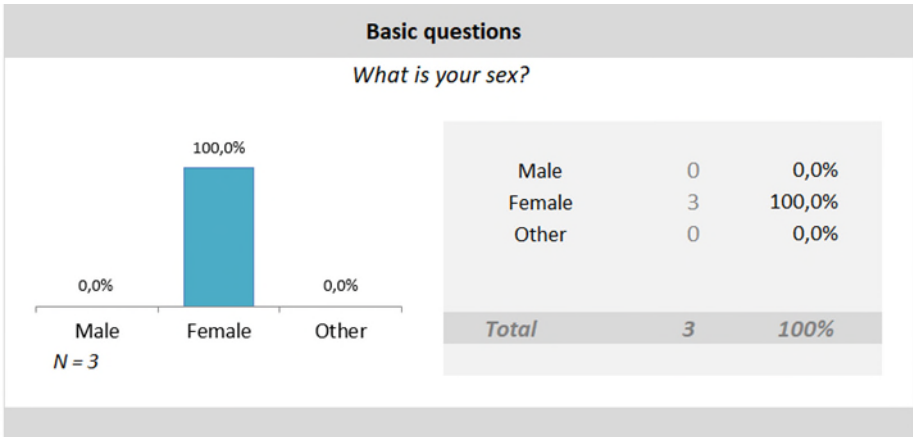 Basic questions
What is your sex?
100,0%
0,0% 0,0%
Male Female Other
N = 3
Male 0 0,0%
Female 3 100,0%
Other 0 0,0%
Total 3 100%